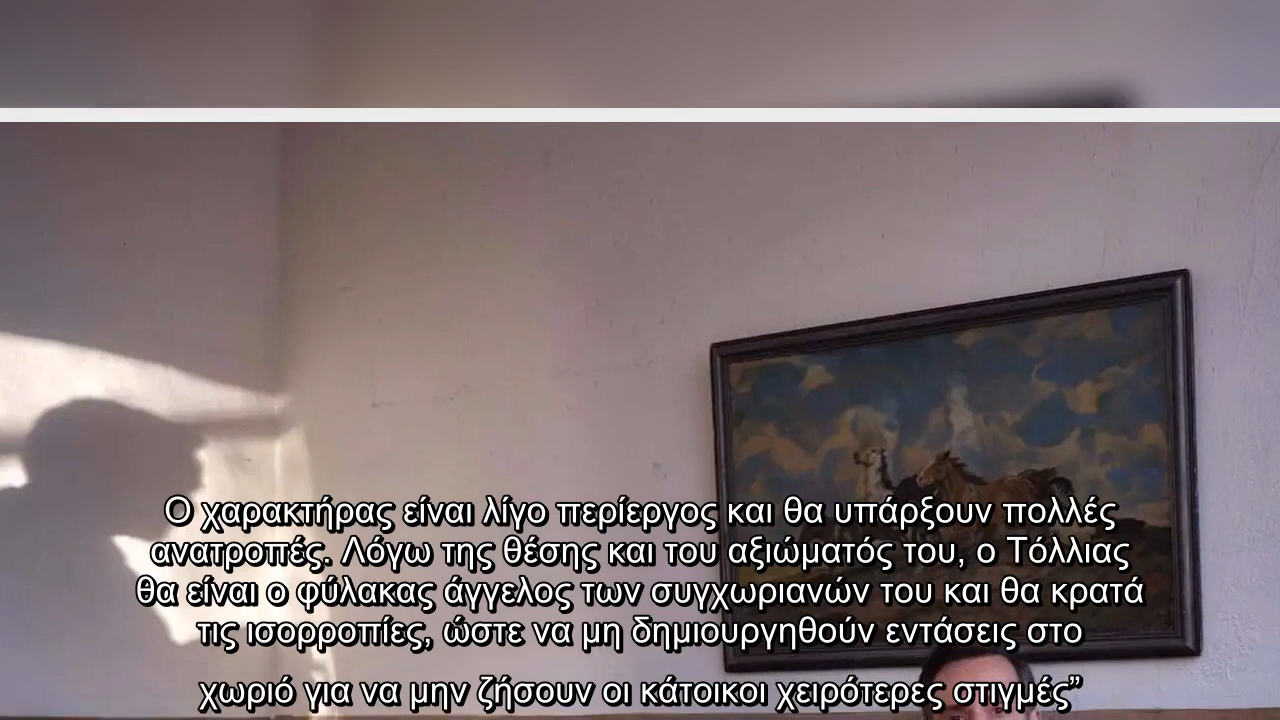 Ο χαρακτήρας είναι λίγο περίεργος και θα υπάρξουν πολλές
ανατροπές. Λόγω της θέσης και του αξιώματός του, ο Τόλλιας
θα είναι ο φύλακας άγγελος των συγχωριανών του και θα κρατά
τις ισορροπίες, ώστε να μη δημιουργηθούν εντάσεις στο
χωριό για να μην ζήσουν οι κάτοικοι χειρότερες στιγμές”